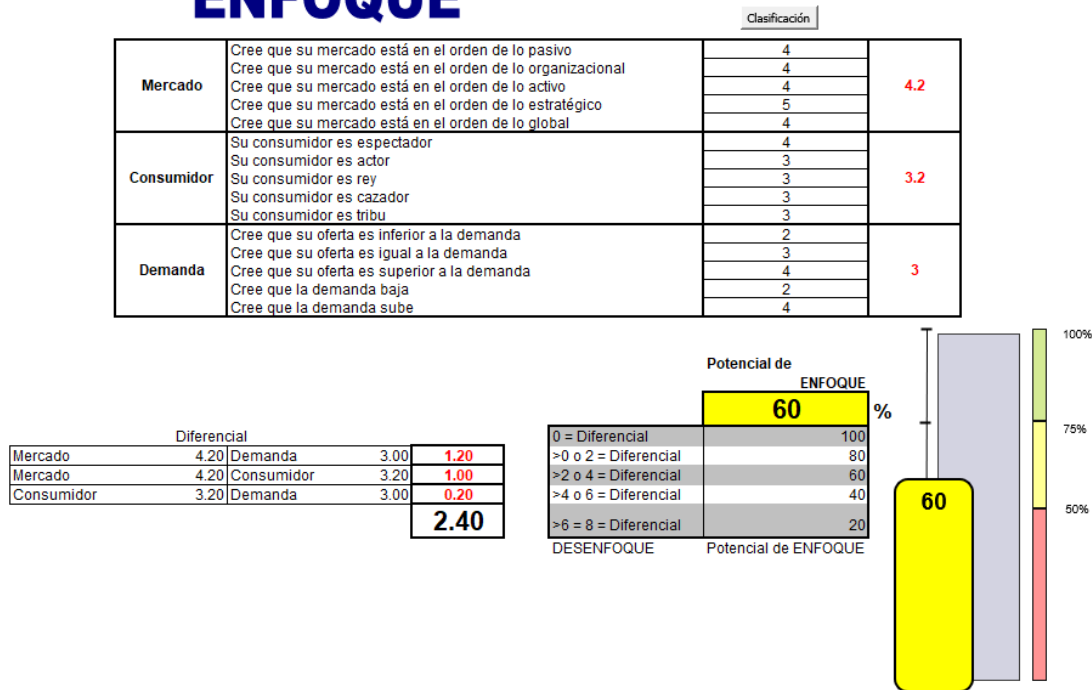 ENFOQUE
Clasificación
Mercado
Cree que su mercado está en el orden de lo pasivo 4
Cree que su mercado está en el orden de lo organizacional 4
Cree que su mercado está en el orden de lo activo 4
Cree que su mercado está en el orden de lo estratégico 5
Cree que su mercado está en el orden de lo global 4
4.2
Consumidor
Su consumidor es espectador 4
Su consumidor es actor 3
Su consumidor es rey 3
Su consumidor es cazador 3
Su consumidor es tribu 3
3.2
Demanda
Cree que su oferta es inferior a la demanda 2
Cree que su oferta es igual a la demanda 3
Cree que su oferta es superior a la demanda 4
Cree que la demanda baja 2
Cree que la demanda sube 4
3
Diferencial
Mercado 4.20 Demanda 3.00 1.20
Mercado 4.20 Consumidor 3.20 1.00
Consumidor 3.20 Demanda 3.00 0.20
2.40
Potencial de
ENFOQUE
60 %
0 = Diferencial 100
>0 o 2 = Diferencial 80
>2 o 4 = Diferencial 60
>4 o 6 = Diferencial 40
>6 = 8 = Diferencial 20
DESENFOQUE Potencial de ENFOQUE
60
100%
75%
50%